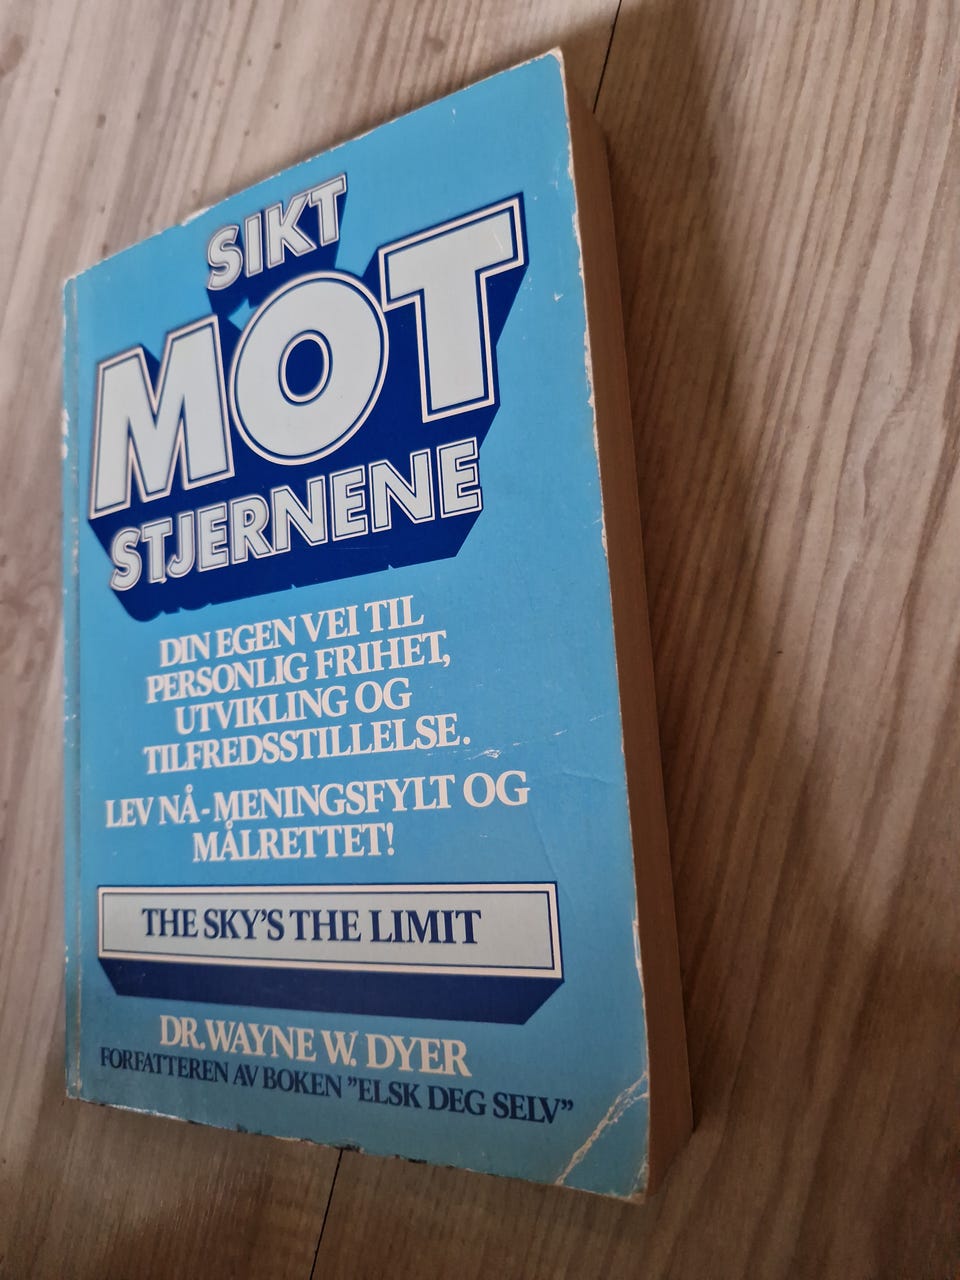 SIKT
MOT
STJERNENE
DIN EGEN VEI TIL
PERSONLIG FRIHET,
UTVIKLING OG
TILFREDSSTILLELSE.
LEV NÅ - MENINGSFYLT OG
MÅLRETTET!
THE SKY'S THE LIMIT
DR. WAYNE W. DYER
FORFATTEREN AV BOKEN "ELSK DEG SELV"